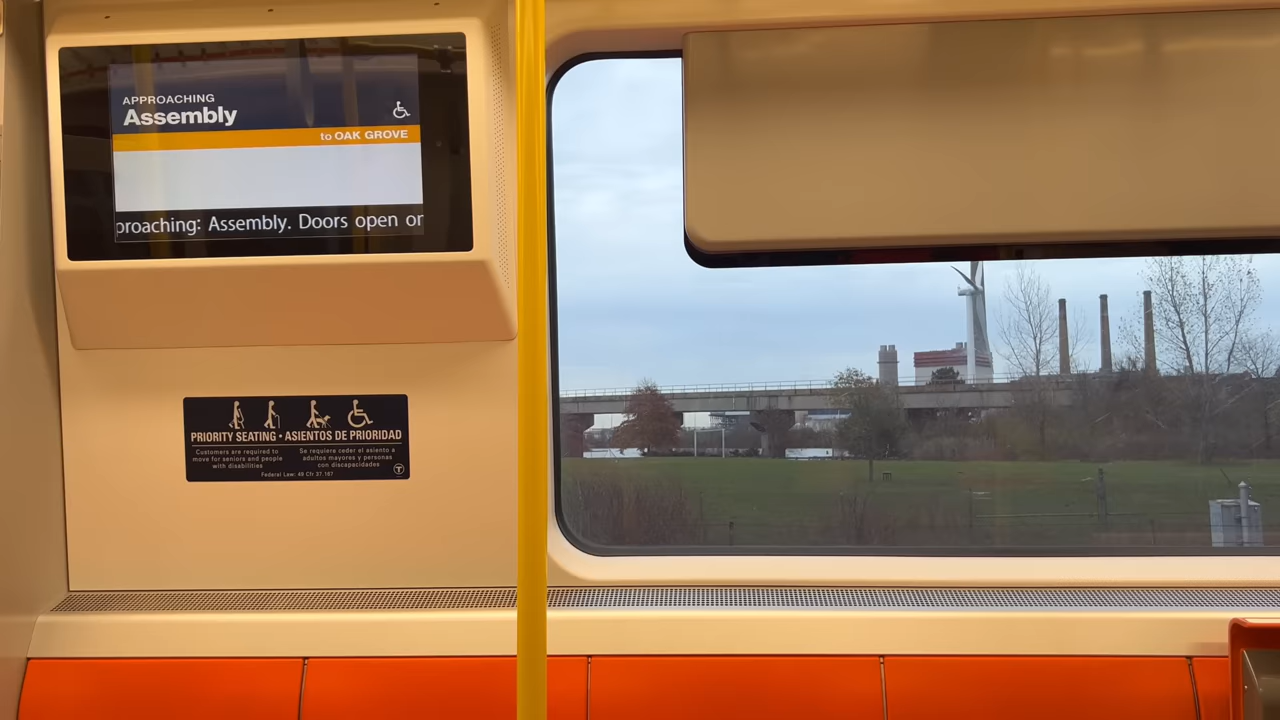 APPROACHING
Assembly
to OAK GROVE
proaching: Assembly. Doors open or
PRIORITY SEATING • ASIENTOS DE PRIORIDAD
Customers are required to
move for seniors and people
with disabilities
Se requiere ceder el asiento a
adultos mayores y personas
con discapacidades
Federal Law: 49 Cfr 37.167
T